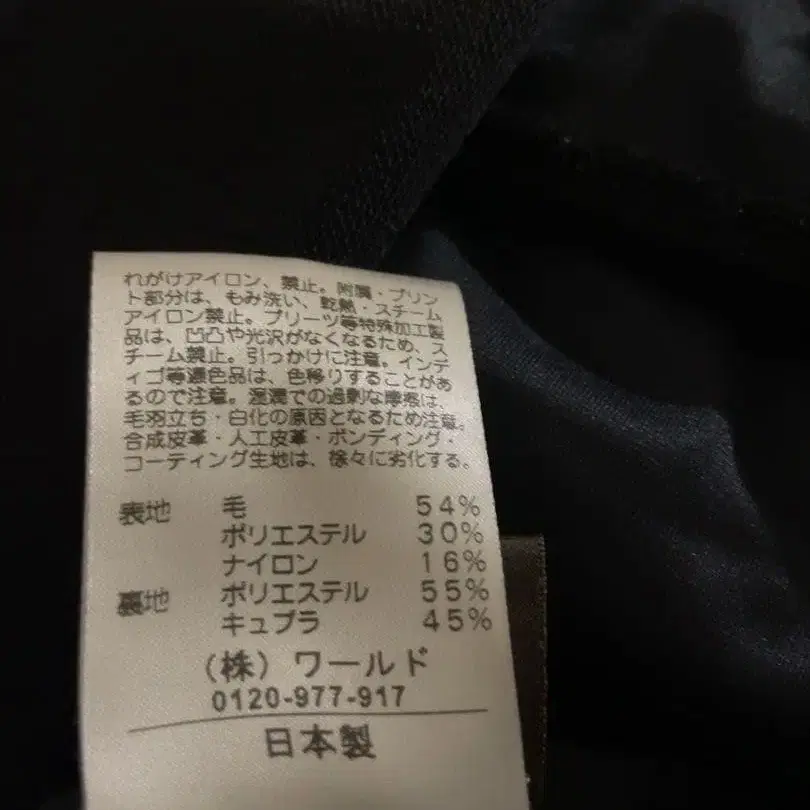 れがけアイロン、禁止。附属・プリン
ト部分は、もみ洗い、乾熱・スチーム
アイロン禁止。プリーツ等特殊加工製
品は、凹凸や光沢がなくなるため、ス
チーム禁止。引っかけに注意。インデ
ィゴ等濃色品は、色移りすることがあ
るので注意。湿潤での過剰な摩擦は、
毛羽立ち・白化の原因となるため注意。
合成皮革・人工皮革・ボンディング・
コーティング生地は、徐々に劣化する。
表地 毛 54%
ポリエステル 30%
ナイロン 16%
裏地 ポリエステル 55%
キュプラ 45%
(株) ワールド
0120-977-917
日本製